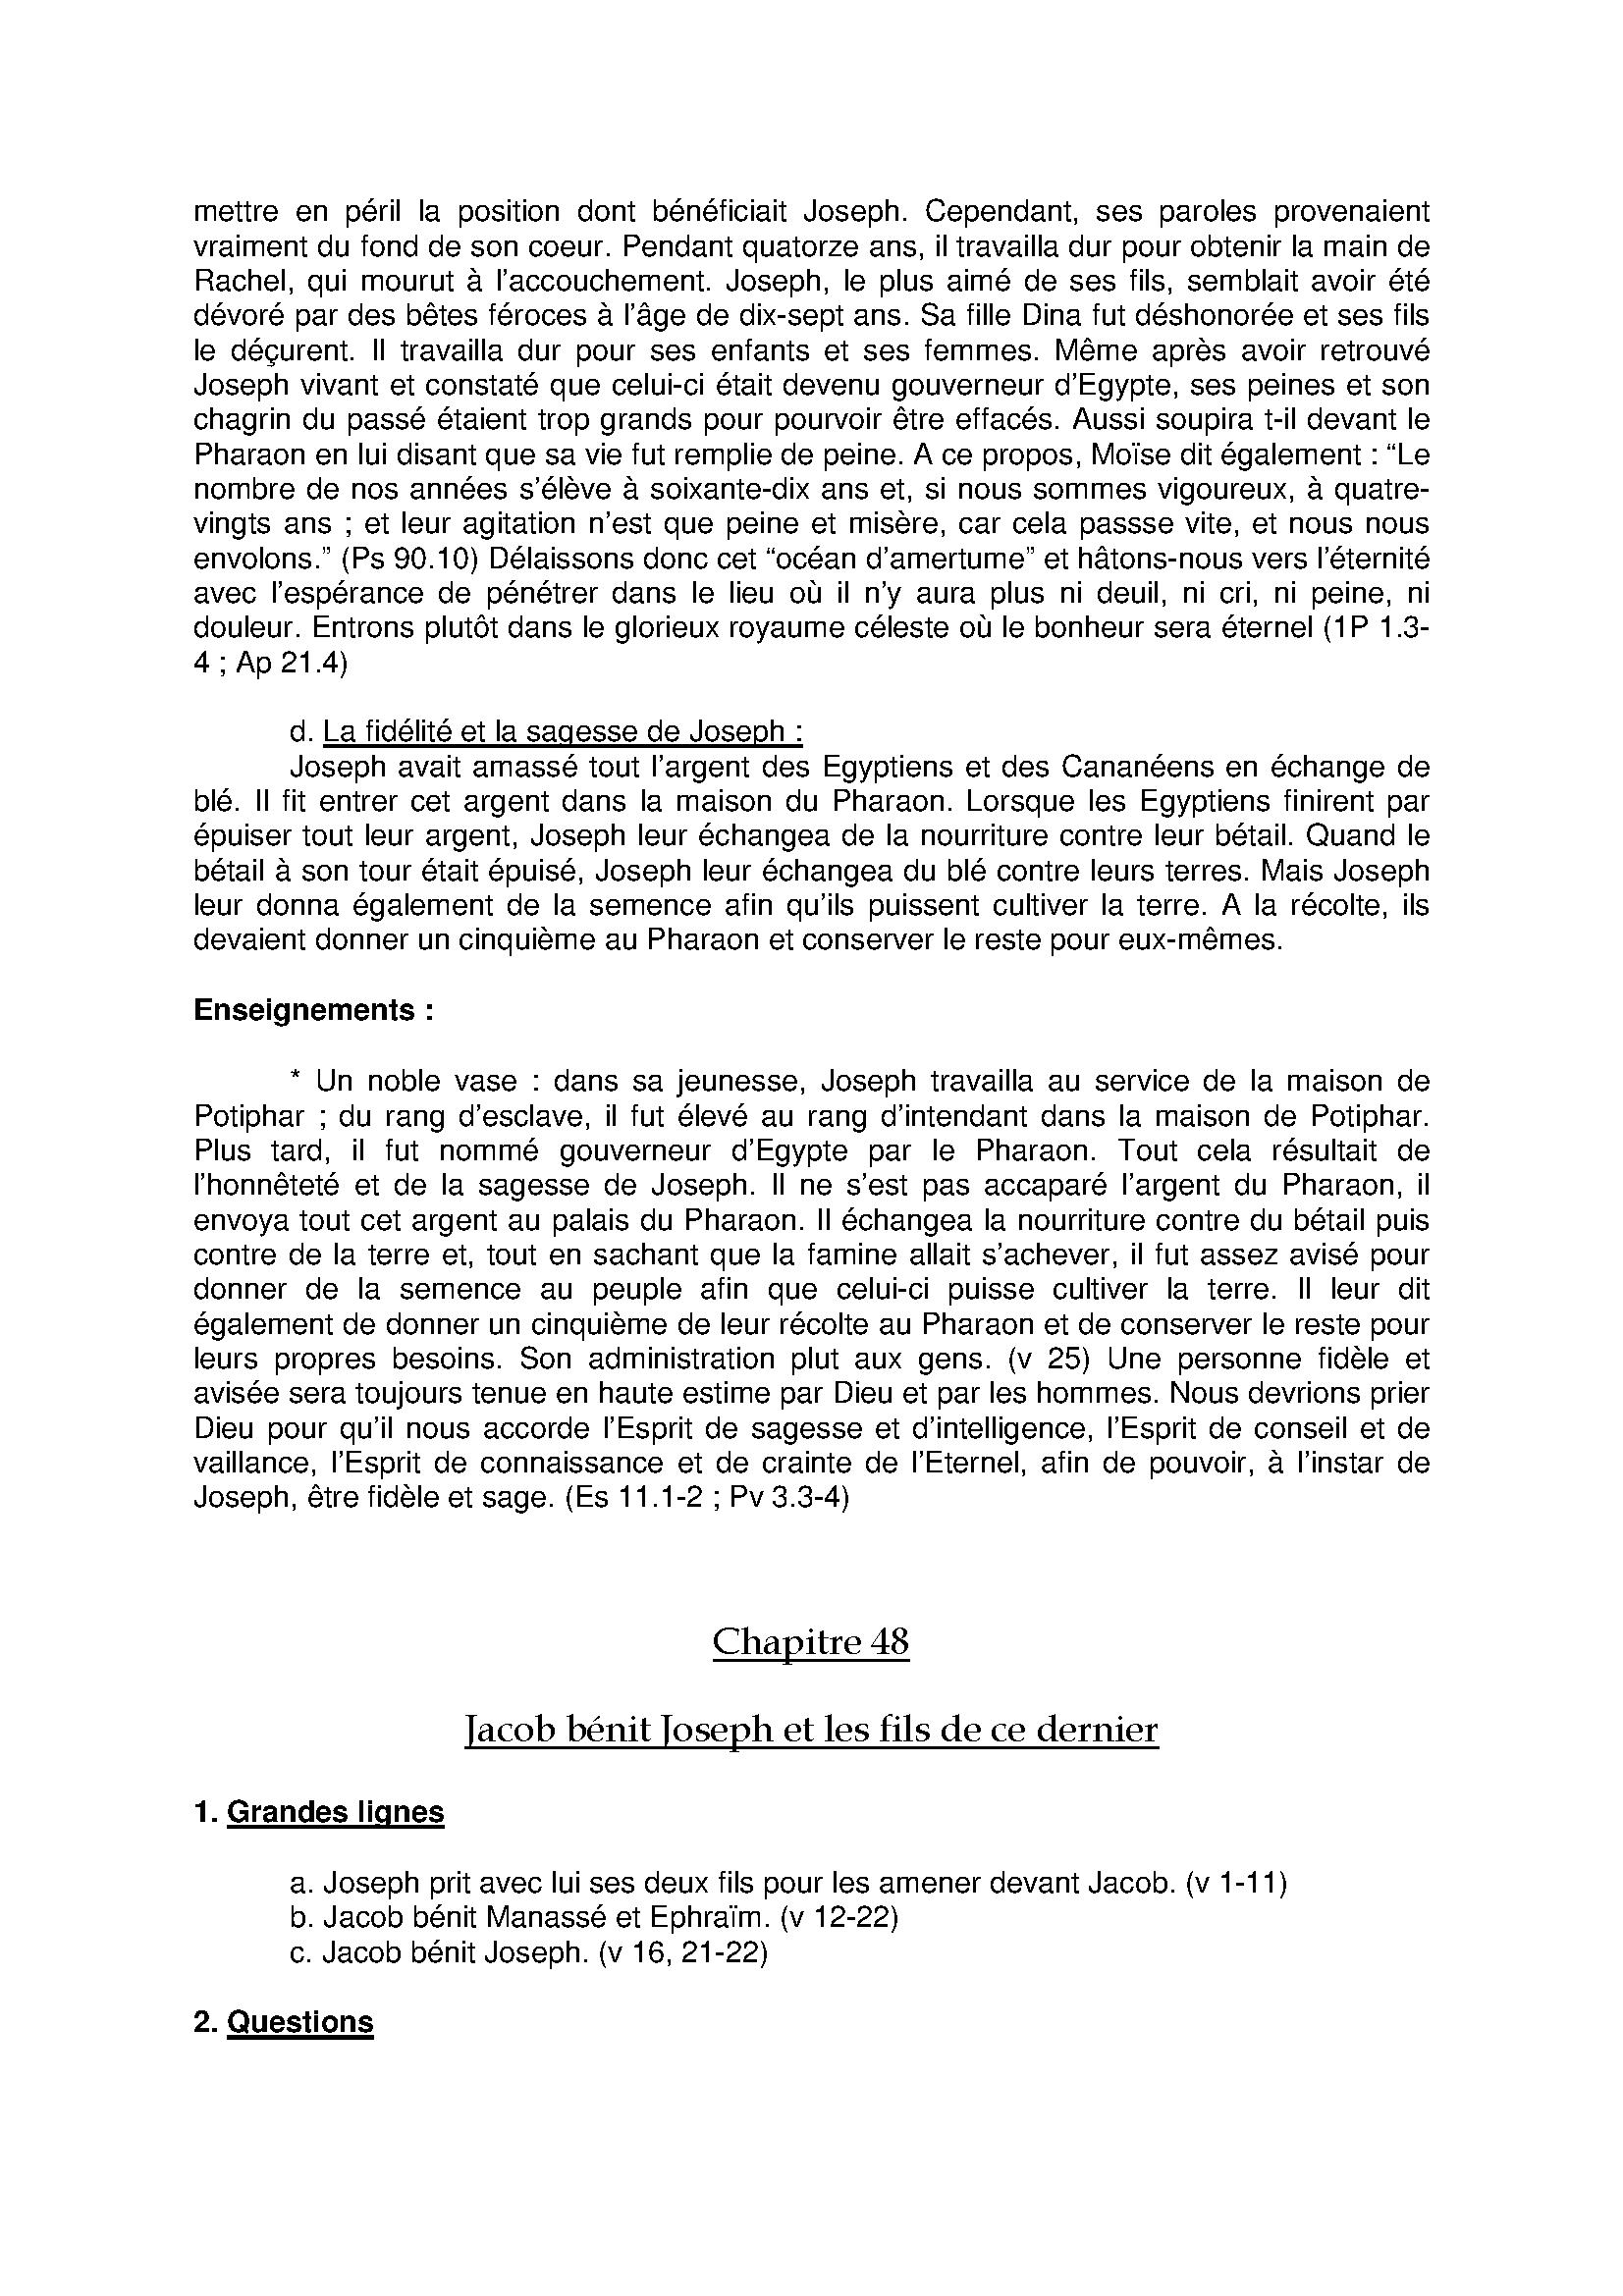 mettre en péril la position dont bénéficiait Joseph. Cependant, ses paroles provenaient
vraiment du fond de son coeur. Pendant quatorze ans, il travailla dur pour obtenir la main de
Rachel, qui mourut à l’accouchement. Joseph, le plus aimé de ses fils, semblait avoir été
dévoré par des bêtes féroces à l’âge de dix-sept ans. Sa fille Dina fut déshonorée et ses fils
le déçurent. Il travailla dur pour ses enfants et ses femmes. Même après avoir retrouvé
Joseph vivant et constaté que celui-ci était devenu gouverneur d’Egypte, ses peines et son
chagrin du passé étaient trop grands pour pourvoir être effacés. Aussi soupira t-il devant le
Pharaon en lui disant que sa vie fut remplie de peine. A ce propos, Moïse dit également : “Le
nombre de nos années s’élève à soixante-dix ans et, si nous sommes vigoureux, à quatre-
vingts ans ; et leur agitation n’est que peine et misère, car cela passse vite, et nous nous
envolons.” (Ps 90.10) Délaissons donc cet “océan d’amertume” et hâtons-nous vers l’éternité
avec l’espérance de pénétrer dans le lieu où il n’y aura plus ni deuil, ni cri, ni peine, ni
douleur. Entrons plutôt dans le glorieux royaume céleste où le bonheur sera éternel (1P 1.3-
4 ; Ap 21.4)
d. La fidélité et la sagesse de Joseph :
Joseph avait amassé tout l’argent des Egyptiens et des Cananéens en échange de
blé. Il fit entrer cet argent dans la maison du Pharaon. Lorsque les Egyptiens finirent par
épuiser tout leur argent, Joseph leur échangea de la nourriture contre leur bétail. Quand le
bétail à son tour était épuisé, Joseph leur échangea du blé contre leurs terres. Mais Joseph
leur donna également de la semence afin qu’ils puissent cultiver la terre. A la récolte, ils
devaient donner un cinquième au Pharaon et conserver le reste pour eux-mêmes.
Enseignements :
* Un noble vase : dans sa jeunesse, Joseph travailla au service de la maison de
Potiphar ; du rang d’esclave, il fut élevé au rang d’intendant dans la maison de Potiphar.
Plus tard, il fut nommé gouverneur d’Egypte par le Pharaon. Tout cela résultait de
l’honnêteté et de la sagesse de Joseph. Il ne s’est pas accaparé l’argent du Pharaon, il
envoya tout cet argent au palais du Pharaon. Il échangea la nourriture contre du bétail puis
contre de la terre et, tout en sachant que la famine allait s’achever, il fut assez avisé pour
donner de la semence au peuple afin que celui-ci puisse cultiver la terre. Il leur dit
également de donner un cinquième de leur récolte au Pharaon et de conserver le reste pour
leurs propres besoins. Son administration plut aux gens. (v 25) Une personne fidèle et
avisée sera toujours tenue en haute estime par Dieu et par les hommes. Nous devrions prier
Dieu pour qu’il nous accorde l’Esprit de sagesse et d’intelligence, l’Esprit de conseil et de
vaillance, l’Esprit de connaissance et de crainte de l’Eternel, afin de pouvoir, à l’instar de
Joseph, être fidèle et sage. (Es 11.1-2 ; Pv 3.3-4)
Chapitre 48
Jacob bénit Joseph et les fils de ce dernier
1. Grandes lignes
a. Joseph prit avec lui ses deux fils pour les amener devant Jacob. (v 1-11)
b. Jacob bénit Manassé et Ephraïm. (v 12-22)
c. Jacob bénit Joseph. (v 16, 21-22)
2. Questions